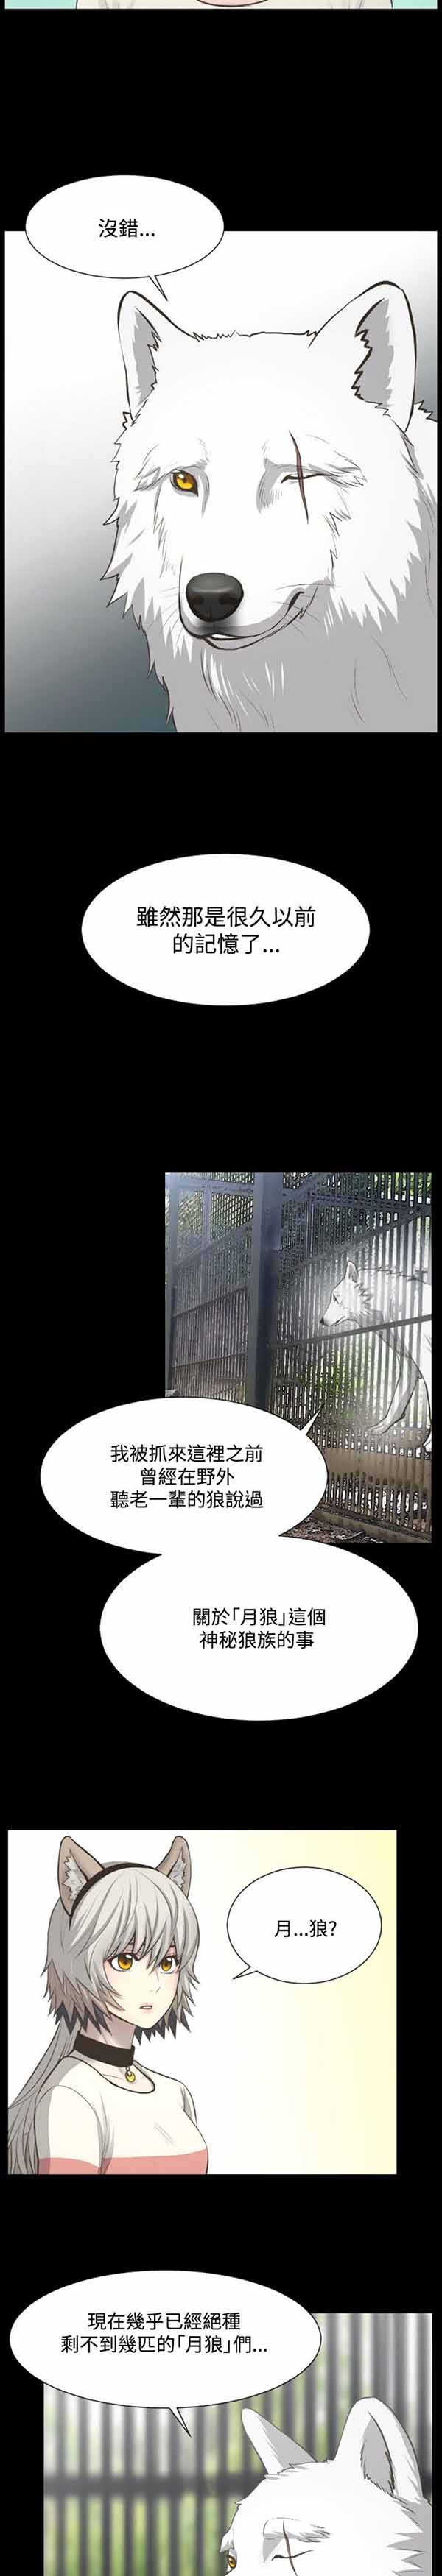 沒錯...
雖然那是很久以前
的記憶了...
我被抓來這裡之前
曾經在野外
聽老一輩的狼說過
關於「月狼」這個
神秘狼族的事
月...狼?
現在幾乎已經絕種
剩不到幾匹的「月狼」們...